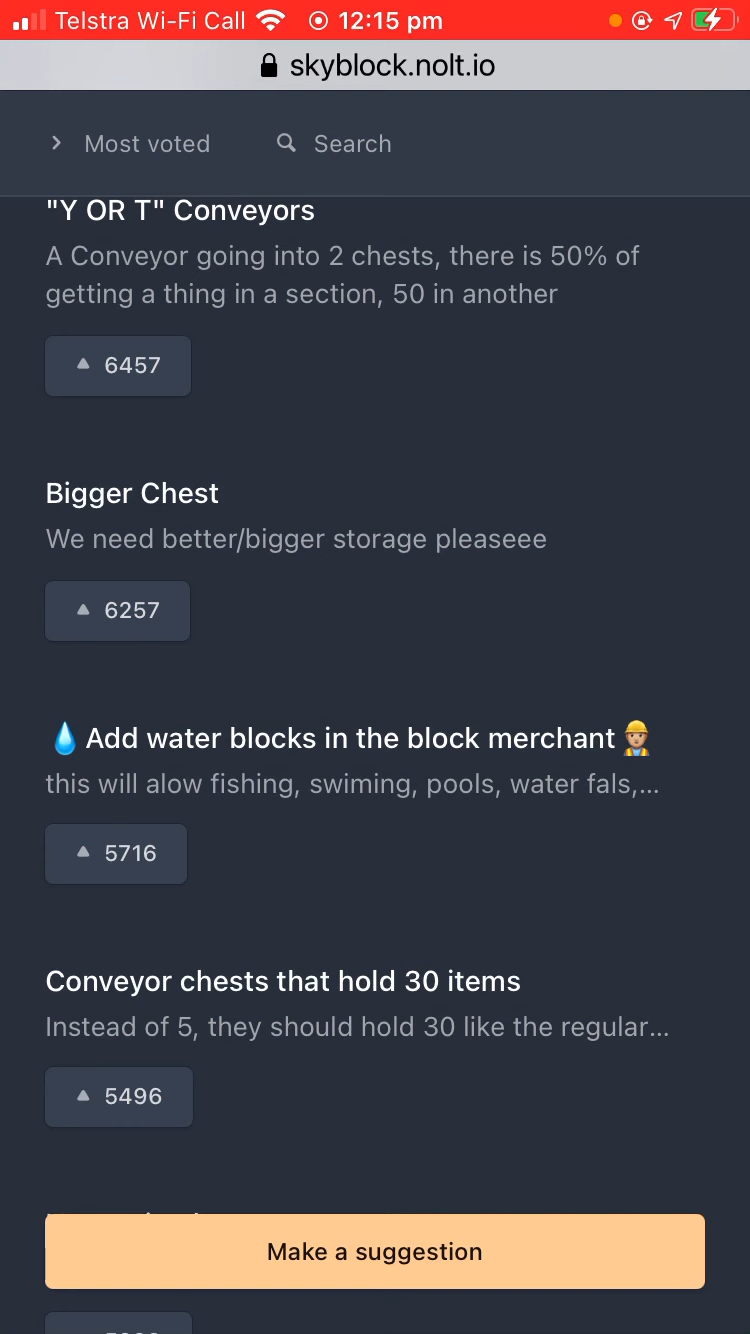 Telstra Wi-Fi Call 12:15 pm
skyblock.nolt.io
Most voted Search
"Y OR T" Conveyors
A Conveyor going into 2 chests, there is 50% of
getting a thing in a section, 50 in another
6457
Bigger Chest
We need better/bigger storage pleaseee
6257
💧 Add water blocks in the block merchant 👷
this will alow fishing, swiming, pools, water fals,...
5716
Conveyor chests that hold 30 items
Instead of 5, they should hold 30 like the regular...
5496
Make a suggestion